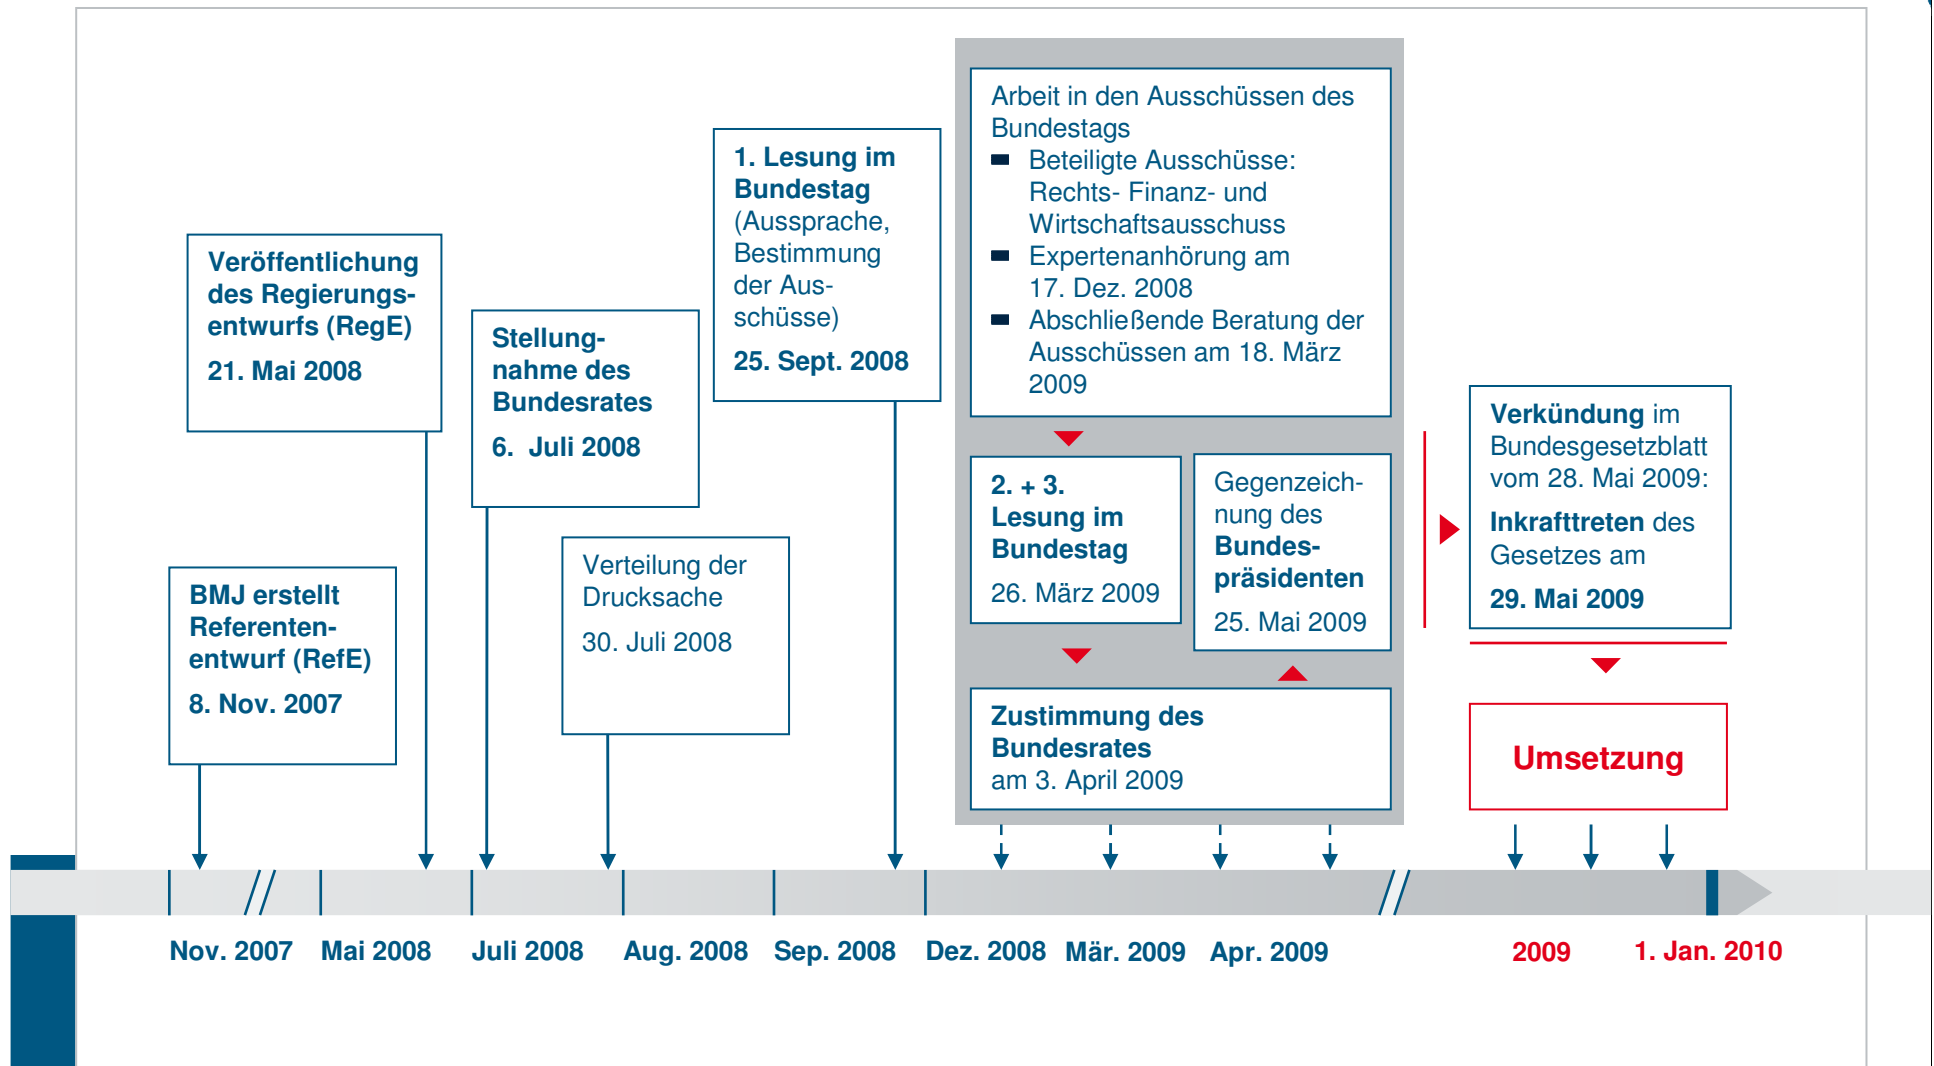 Veröffentlichung
des Regierungs-
entwurfs (RegE)
21. Mai 2008
BMJ erstellt
Referenten-
entwurf (RefE)
8. Nov. 2007
Stellung-
nahme des
Bundesrates
6. Juli 2008
Verteilung der
Drucksache
30. Juli 2008
1. Lesung im
Bundestag
(Aussprache,
Bestimmung
der Aus-
schüsse)
25. Sept. 2008
Arbeit in den Ausschüssen des
Bundestags
Beteiligte Ausschüsse:
Rechts- Finanz- und
Wirtschaftsausschuss
Expertenanhörung am
17. Dez. 2008
Abschließende Beratung der
Ausschüssen am 18. März
2009
2. + 3.
Lesung im
Bundestag
26. März 2009
Gegenzeich-
nung des
Bundes-
präsidenten
25. Mai 2009
Zustimmung des
Bundesrates
am 3. April 2009
Verkündung im
Bundesgesetzblatt
vom 28. Mai 2009:
Inkrafttreten des
Gesetzes am
29. Mai 2009
Umsetzung
Nov. 2007 Mai 2008 Juli 2008 Aug. 2008 Sep. 2008 Dez. 2008 Mär. 2009 Apr. 2009 2009 1. Jan. 2010